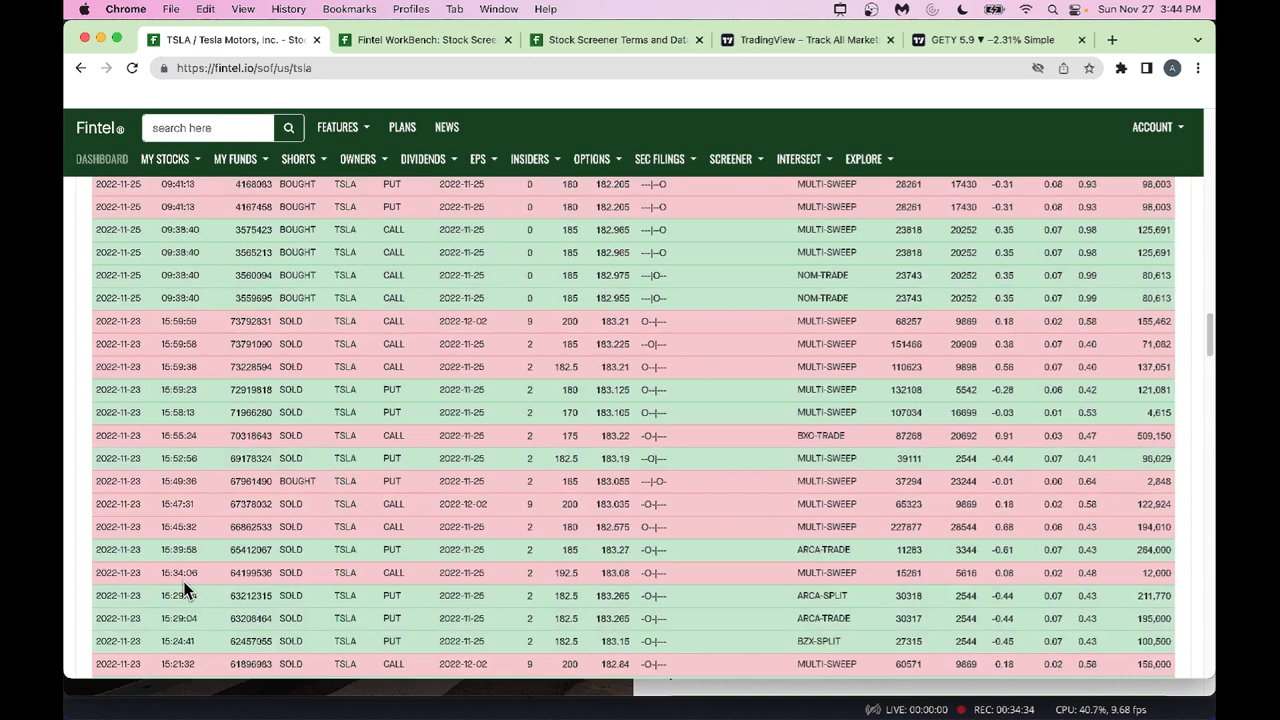 Chrome File Edit View History Bookmarks Profiles Tab Window Help Sun Nov 27 3:44 PM
TSLA / Tesla Motors, Inc. - Stoc Fintel WorkBench: Stock Scree Stock Screener Terms and Data TradingView – Track All Market GETY 5.9 ▼ −2.31% Simple
https://fintel.io/sof/us/tsla A
Fintel® search here FEATURES PLANS NEWS ACCOUNT
DASHBOARD MY STOCKS MY FUNDS SHORTS OWNERS DIVIDENDS EPS INSIDERS OPTIONS SEC FILINGS SCREENER INTERSECT EXPLORE
2022-11-25 09:41:13 4168083 BOUGHT TSLA PUT 2022-11-25 0 180 182.205 ---|--O MULTI-SWEEP 28261 17430 -0.31 0.08 0.93 98,003
2022-11-25 09:41:13 4167458 BOUGHT TSLA PUT 2022-11-25 0 180 182.205 ---|--O MULTI-SWEEP 28261 17430 -0.31 0.08 0.93 98,003
2022-11-25 09:38:40 3575423 BOUGHT TSLA CALL 2022-11-25 0 185 182.965 ---|--O MULTI-SWEEP 23818 20252 0.35 0.07 0.98 125,691
2022-11-25 09:38:40 3565213 BOUGHT TSLA CALL 2022-11-25 0 185 182.965 ---|--O MULTI-SWEEP 23818 20252 0.35 0.07 0.98 125,691
2022-11-25 09:38:40 3560094 BOUGHT TSLA CALL 2022-11-25 0 185 182.975 ---|O-- NOM-TRADE 23743 20252 0.35 0.07 0.99 80,613
2022-11-25 09:38:40 3559695 BOUGHT TSLA CALL 2022-11-25 0 185 182.955 ---|O-- NOM-TRADE 23743 20252 0.35 0.07 0.99 80,613
2022-11-23 15:59:59 73792831 SOLD TSLA CALL 2022-12-02 9 200 183.21 O--|--- MULTI-SWEEP 68257 9869 0.18 0.02 0.58 155,462
2022-11-23 15:59:58 73791090 SOLD TSLA CALL 2022-11-25 2 185 183.225 --O|--- MULTI-SWEEP 151466 20909 0.38 0.07 0.40 71,082
2022-11-23 15:59:38 73228594 SOLD TSLA CALL 2022-11-25 2 182.5 183.21 O--|--- MULTI-SWEEP 110623 9898 0.56 0.07 0.40 137,051
2022-11-23 15:59:23 72919818 SOLD TSLA PUT 2022-11-25 2 180 183.125 O--|--- MULTI-SWEEP 132108 5542 -0.28 0.06 0.42 121,081
2022-11-23 15:58:13 71966280 SOLD TSLA PUT 2022-11-25 2 170 183.105 O--|--- MULTI-SWEEP 107034 16699 -0.03 0.01 0.53 4,615
2022-11-23 15:55:24 70318643 SOLD TSLA CALL 2022-11-25 2 175 183.22 -O-|--- BXO-TRADE 87268 20692 0.91 0.03 0.47 509,150
2022-11-23 15:52:56 69178324 SOLD TSLA PUT 2022-11-25 2 182.5 183.19 -O-|--- MULTI-SWEEP 39111 2544 -0.44 0.07 0.41 96,029
2022-11-23 15:49:36 67961490 BOUGHT TSLA PUT 2022-11-25 2 165 183.055 ---|-O MULTI-SWEEP 37294 23244 -0.01 0.00 0.64 2,848
2022-11-23 15:47:31 67378032 SOLD TSLA CALL 2022-12-02 9 200 183.035 O--|--- MULTI-SWEEP 65323 9869 0.18 0.02 0.58 122,924
2022-11-23 15:45:32 66862533 SOLD TSLA CALL 2022-11-25 2 180 182.575 O--|--- MULTI-SWEEP 227877 28544 0.68 0.06 0.43 194,010
2022-11-23 15:39:58 65412067 SOLD TSLA PUT 2022-11-25 2 185 183.27 -O-|--- ARCA-TRADE 11283 3344 -0.61 0.07 0.43 264,000
2022-11-23 15:34:06 64199536 SOLD TSLA CALL 2022-11-25 2 192.5 183.08 -O-|--- MULTI-SWEEP 15261 5616 0.08 0.02 0.48 12,000
2022-11-23 63212315 SOLD TSLA PUT 2022-11-25 2 182.5 183.265 -O-|--- ARCA-SPLIT 30318 2544 -0.44 0.07 0.43 211,770
2022-11-23 15:29:04 63208464 SOLD TSLA PUT 2022-11-25 2 182.5 183.265 -O-|--- ARCA-TRADE 30317 2544 -0.44 0.07 0.43 195,000
2022-11-23 15:24:41 62457055 SOLD TSLA PUT 2022-11-25 2 182.5 183.15 -O-|--- BZX-SPLIT 27315 2544 -0.45 0.07 0.43 100,500
2022-11-23 15:21:32 61896983 SOLD TSLA CALL 2022-12-02 9 200 182.84 -O-|--- MULTI-SWEEP 60571 9869 0.18 0.02 0.58 156,000
LIVE: 00:00:00 REC: 00:34:34 CPU: 40.7%, 9.68 fps